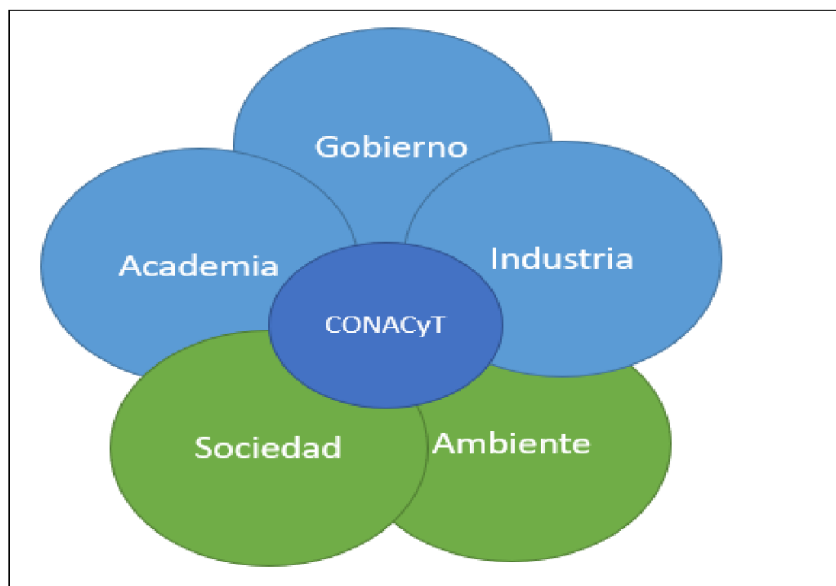 Gobierno
Academia
Industria
CONACyT
Sociedad
Ambiente